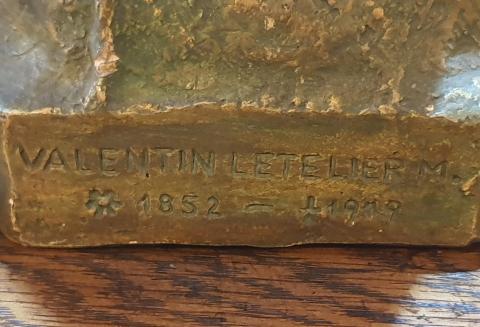 VALENTIN LETELIER M.
* 1852 — †1919